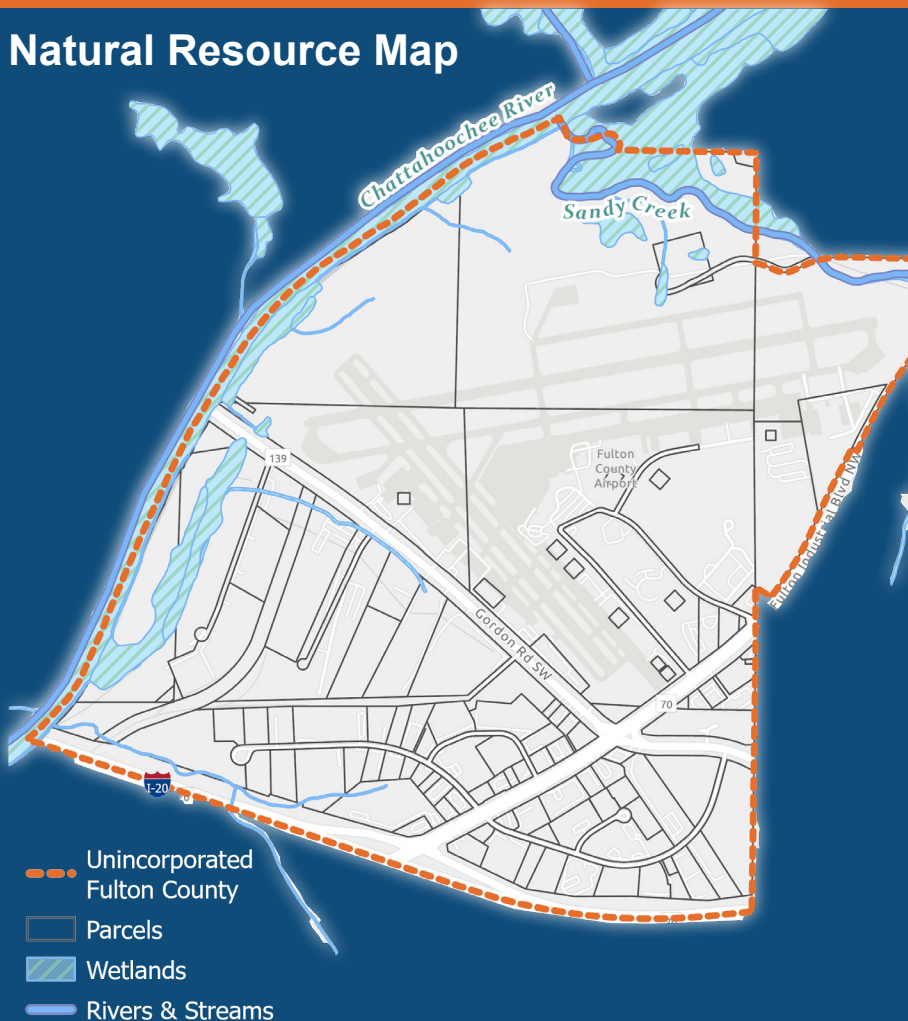 Natural Resource Map
Chattahoochee River
Sandy Creek
139
Fulton
County
Airport
Fulton Industrial Blvd NW
Gordon Rd SW
70
I-20
Unincorporated
Fulton County
Parcels
Wetlands
Rivers & Streams